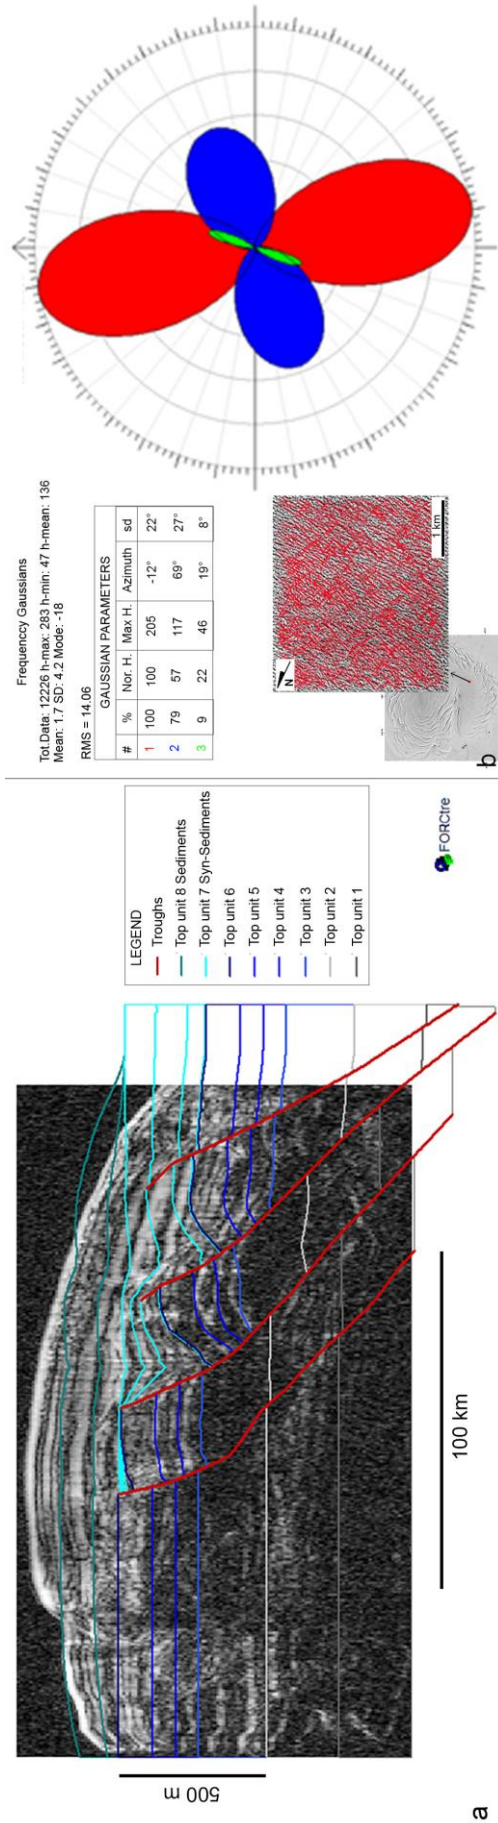 Frequenccy Gaussians
Tot.Data: 12226 h-max: 283 h-min: 47 h-mean: 136
Mean: 1.7 SD: 4.2 Mode: -18
RMS = 14.06
GAUSSIAN PARAMETERS
# % Nor. H. Max H. Azimuth sd
1 100 100 205 -12° 22°
2 79 57 117 69° 27°
3 9 22 46 19° 8°
N
1 km
b
LEGEND
Troughs
Top unit 8 Sediments
Top unit 7 Syn-Sediments
Top unit 6
Top unit 5
Top unit 4
Top unit 3
Top unit 2
Top unit 1
FORCtre
100 km
500 m
a